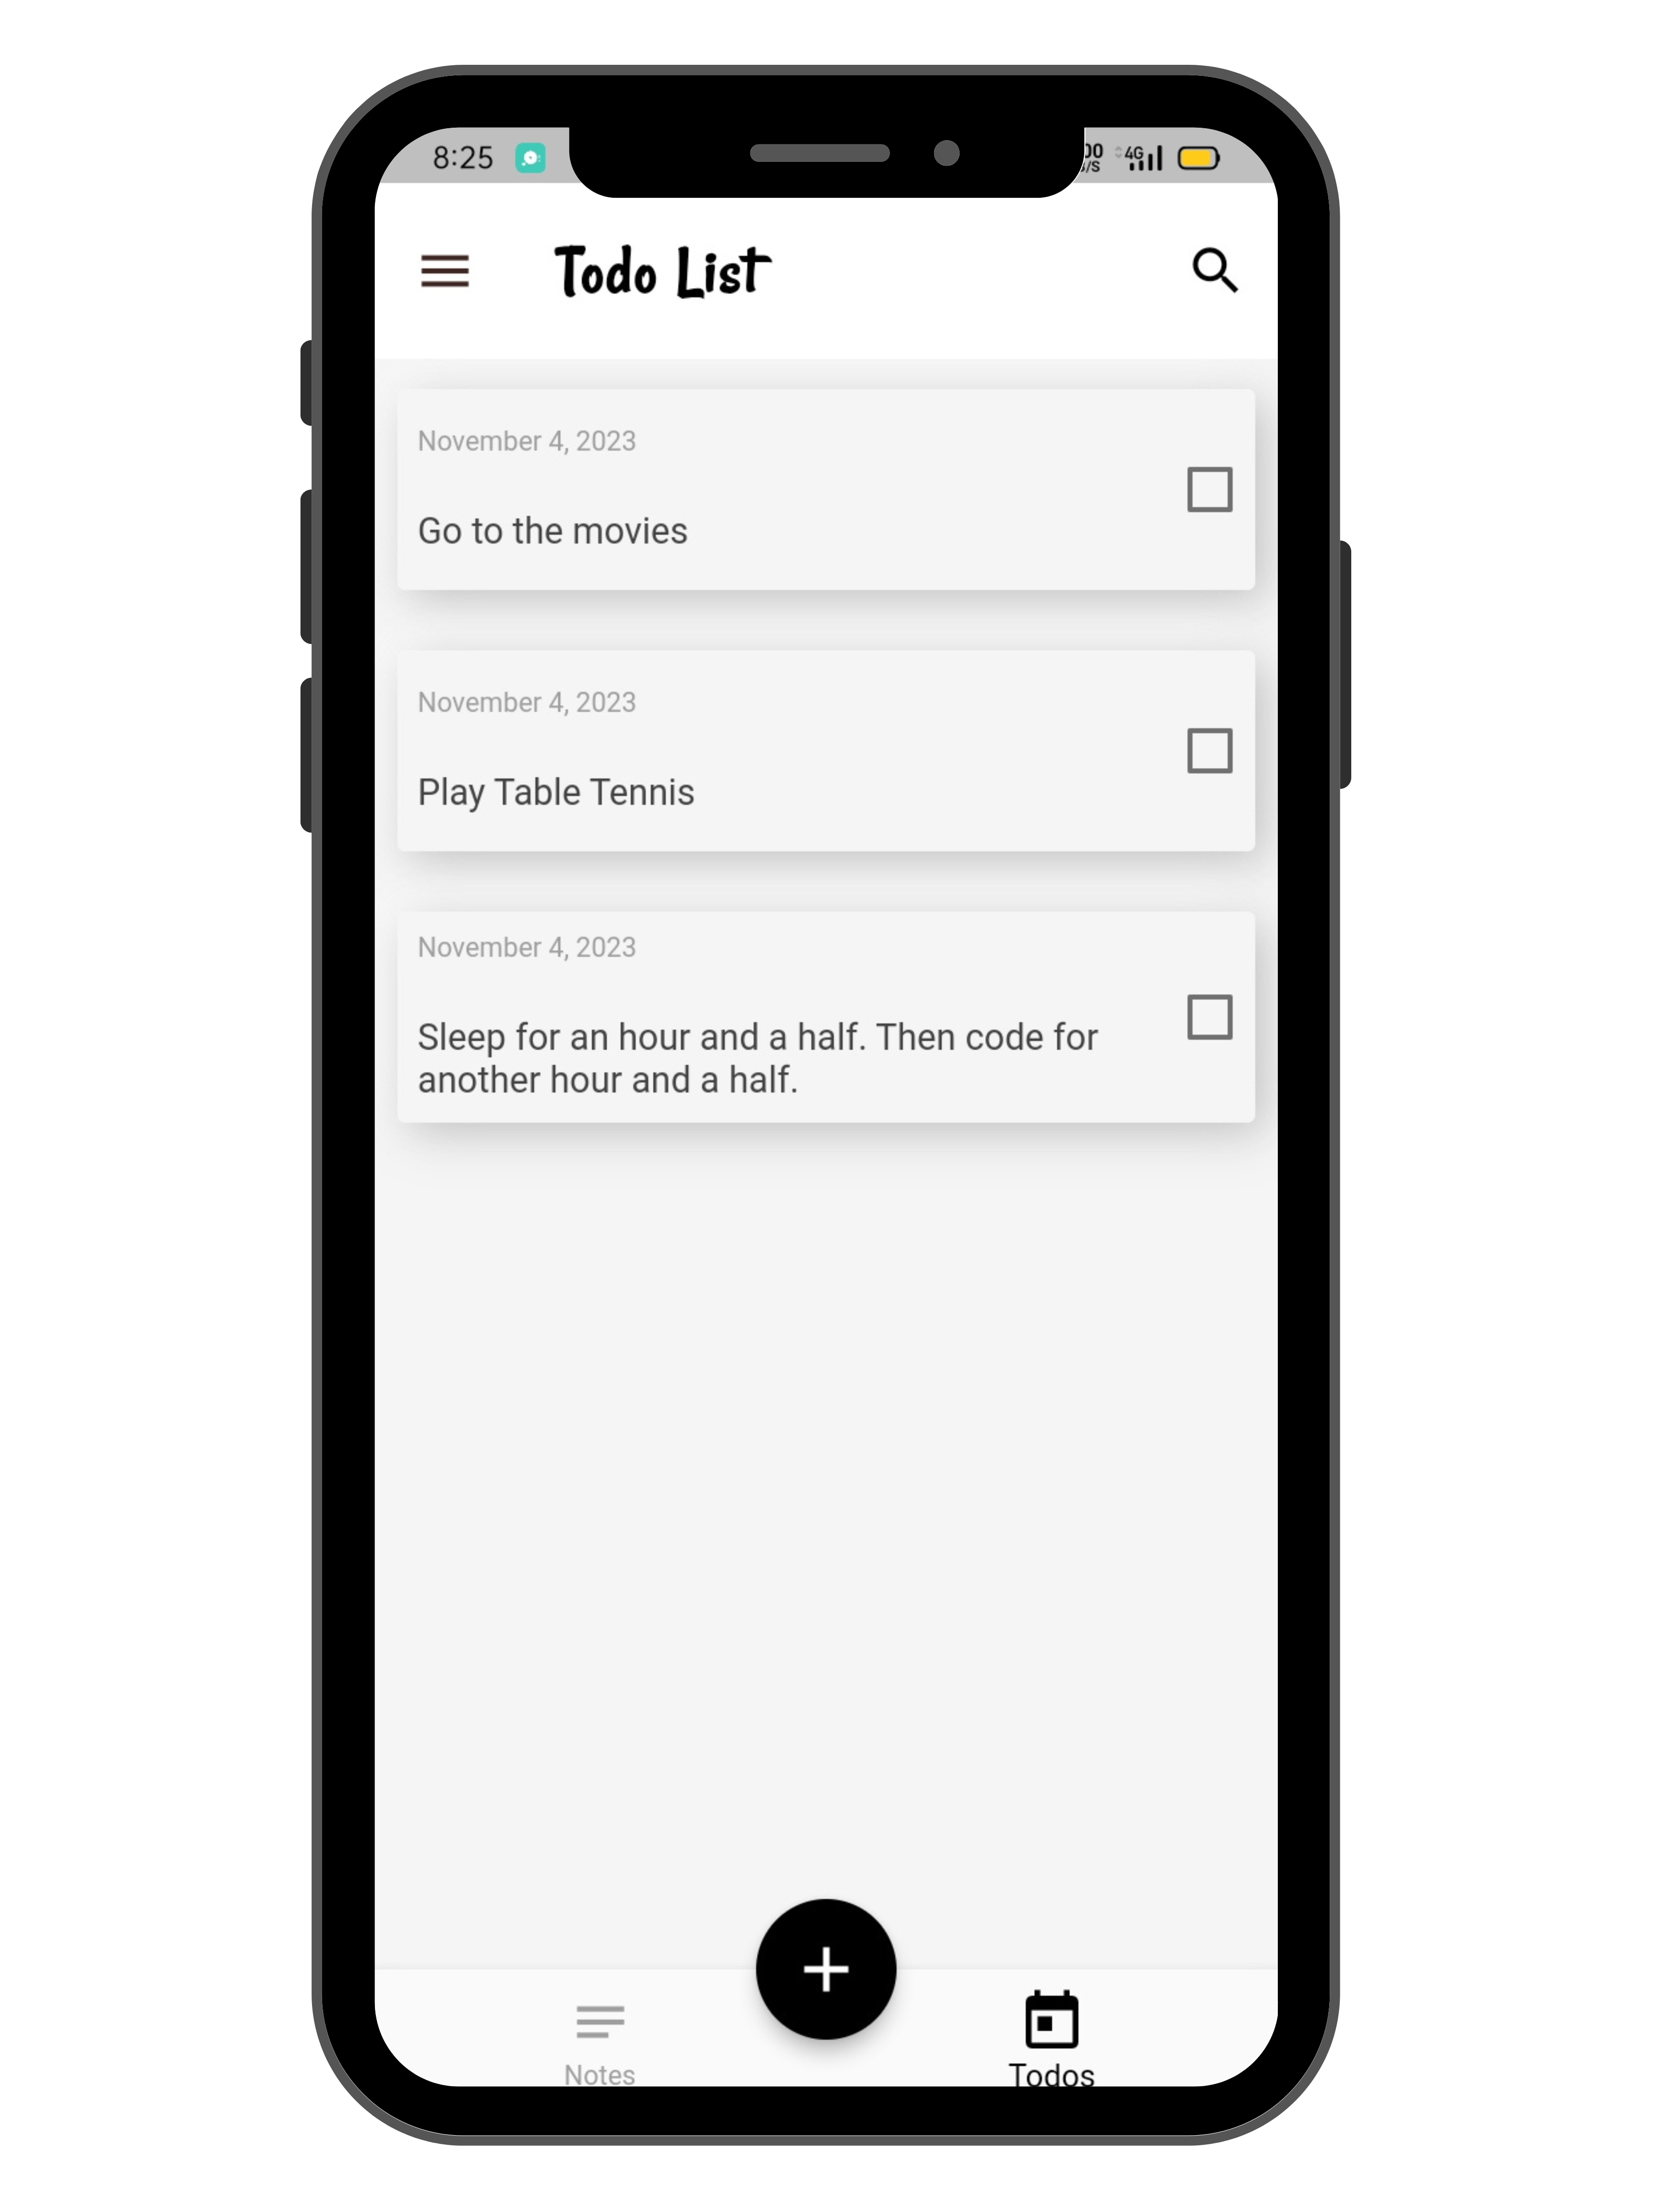 8:25
4G
Todo List
November 4, 2023
Go to the movies
November 4, 2023
Play Table Tennis
November 4, 2023
Sleep for an hour and a half. Then code for
another hour and a half.
Notes
Todos